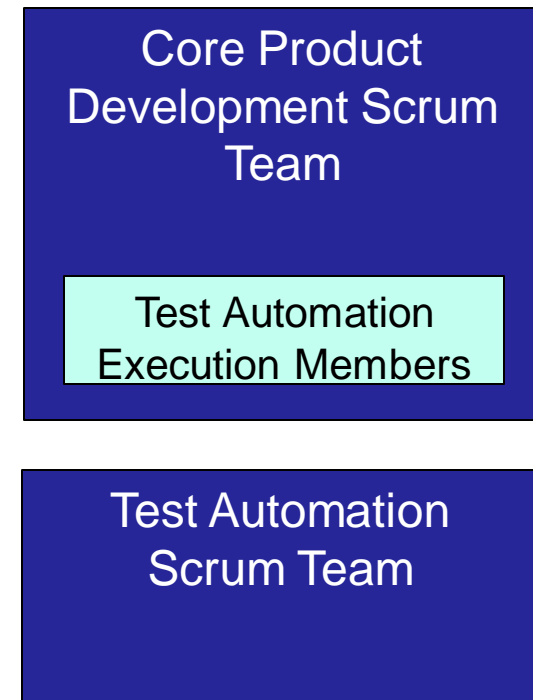 Core Product
Development Scrum
Team
Test Automation
Execution Members
Test Automation
Scrum Team